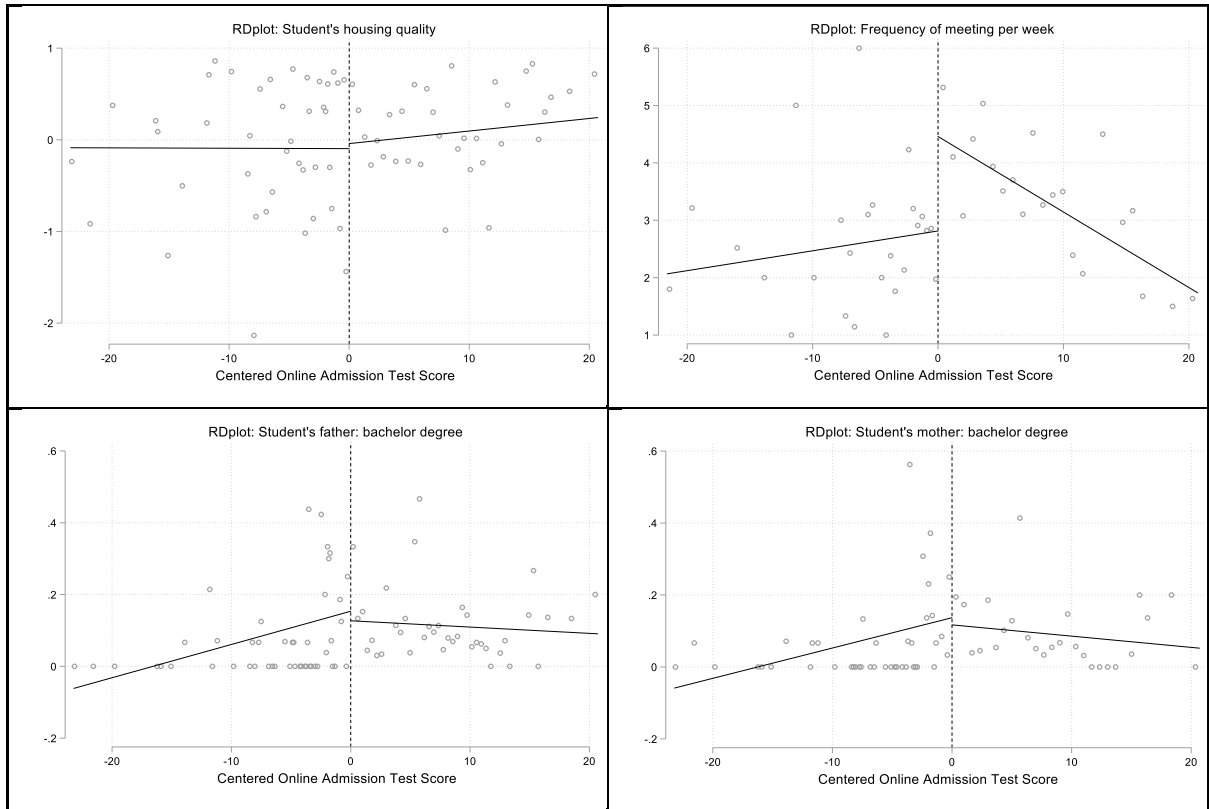 RDplot: Student's housing quality
1
0
-1
-2
-20 -10 0 10 20
Centered Online Admission Test Score
RDplot: Frequency of meeting per week
6
5
4
3
2
1
-20 -10 0 10 20
Centered Online Admission Test Score
RDplot: Student's father: bachelor degree
.6
.4
.2
0
-.2
-20 -10 0 10 20
Centered Online Admission Test Score
RDplot: Student's mother: bachelor degree
.6
.4
.2
0
-.2
-20 -10 0 10 20
Centered Online Admission Test Score